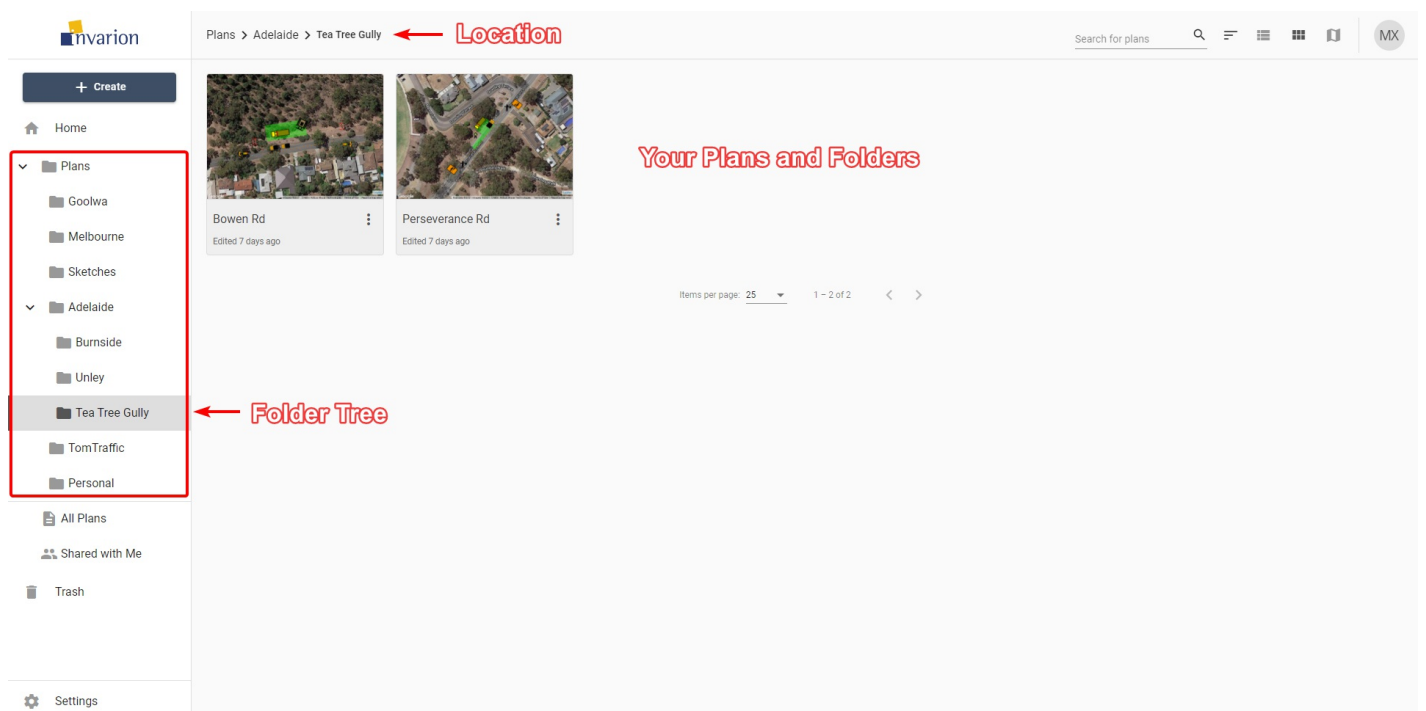 invarion
Plans > Adelaide > Tea Tree Gully
Location
Search for plans
MX
+ Create
Home
Plans
Goolwa
Melbourne
Sketches
Adelaide
Burnside
Unley
Tea Tree Gully
TomTraffic
Personal
All Plans
Shared with Me
Trash
Settings
Folder Tree
Your Plans and Folders
Bowen Rd
Edited 7 days ago
Perseverance Rd
Edited 7 days ago
Items per page: 25
1 – 2 of 2